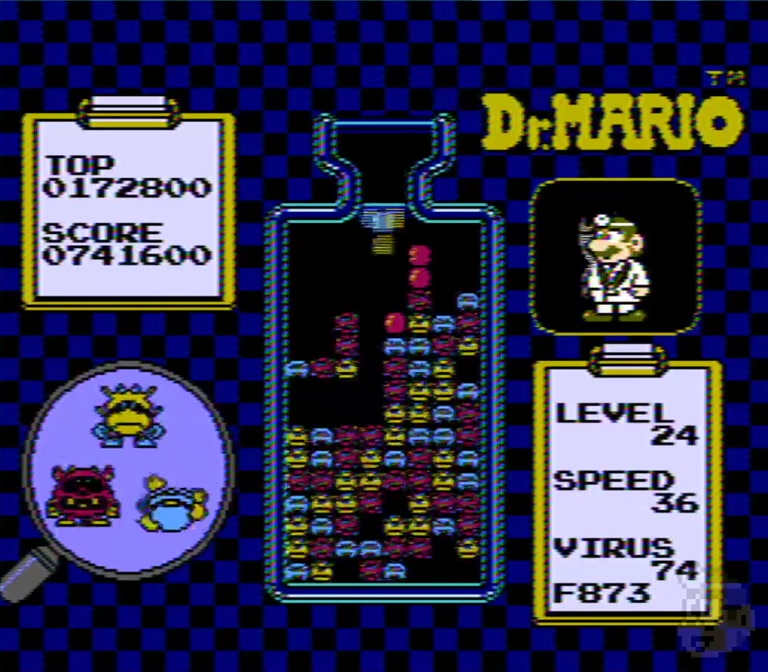 TM
Dr. MARIO
TOP
0172800
SCORE
0741600
LEVEL
24
SPEED
36
VIRUS
74
F873